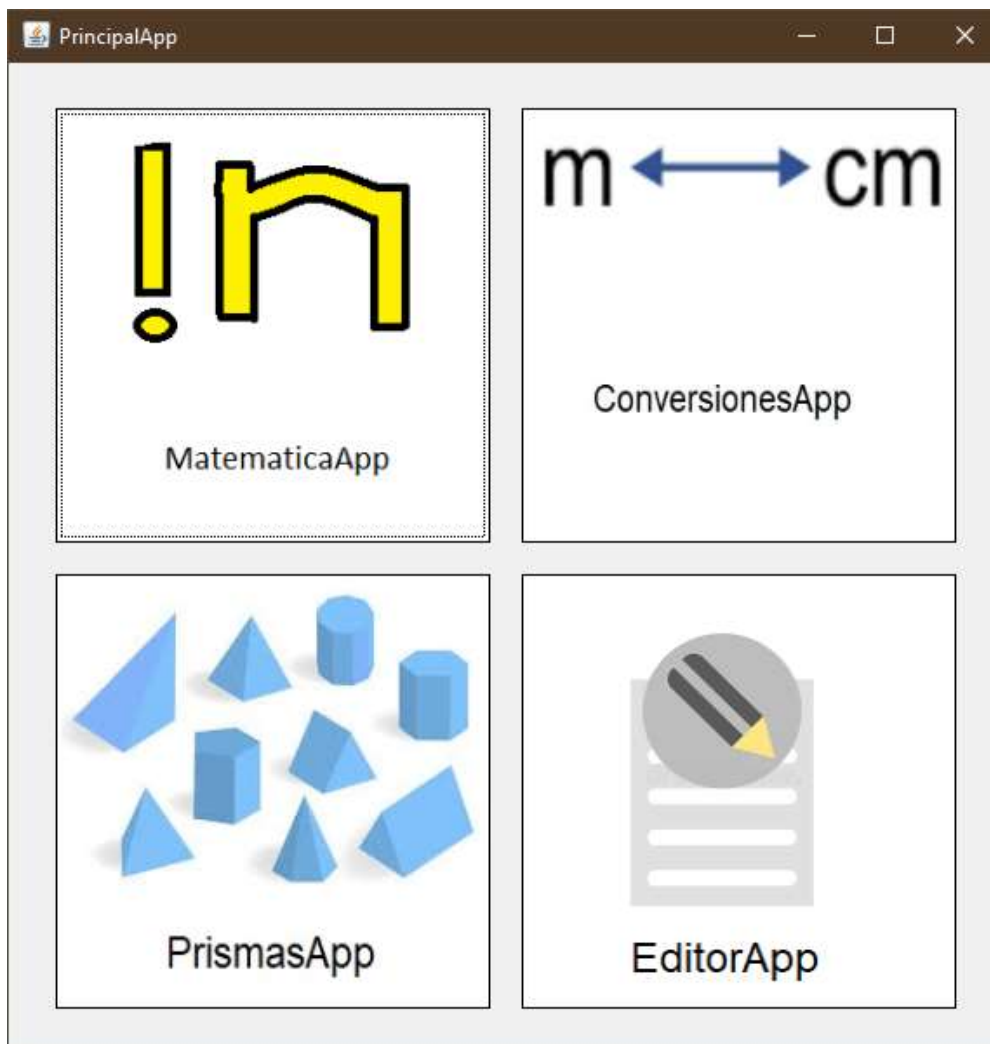 PrincipalApp
!n
MatematicaApp
m cm
ConversionesApp
PrismasApp
EditorApp